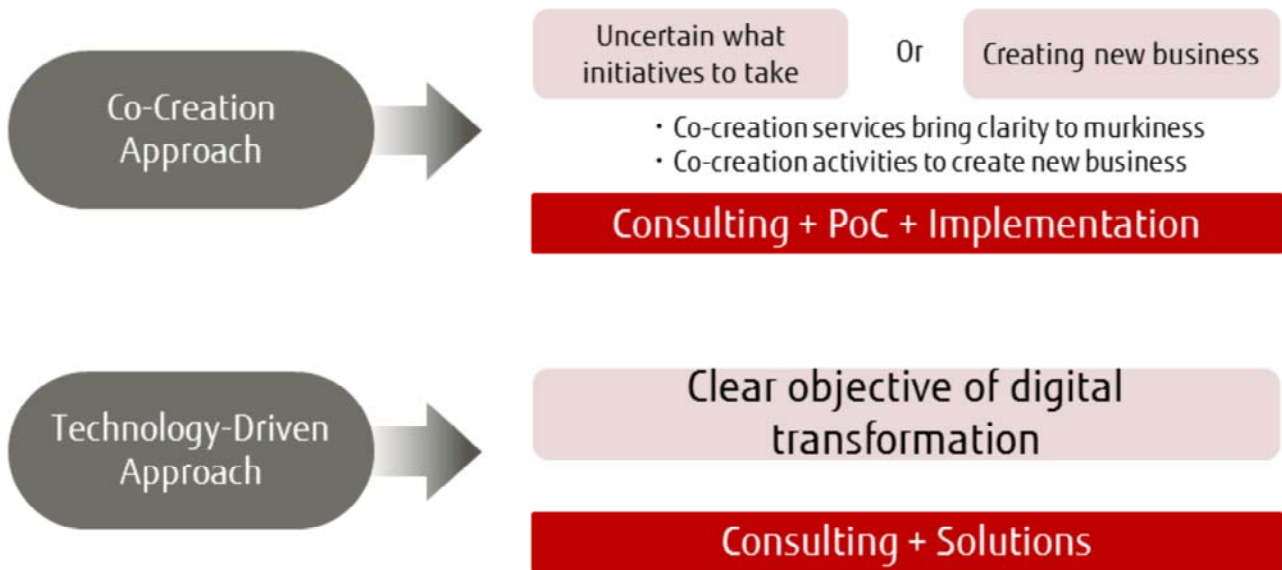 Co-Creation
Approach
Uncertain what
initiatives to take
Or
Creating new business
・Co-creation services bring clarity to murkiness
・Co-creation activities to create new business
Consulting + PoC + Implementation
Technology-Driven
Approach
Clear objective of digital
transformation
Consulting + Solutions